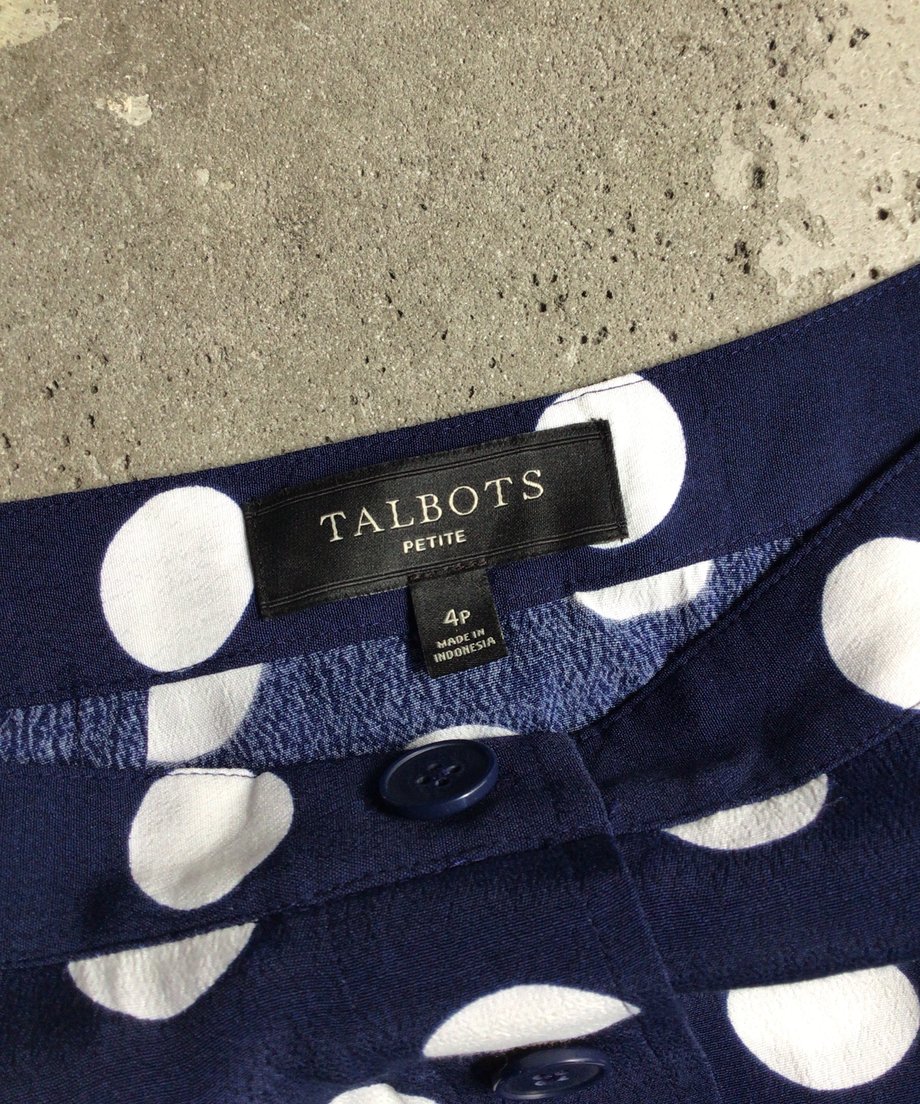 TALBOTS
PETITE
4P
MADE IN
INDONESIA